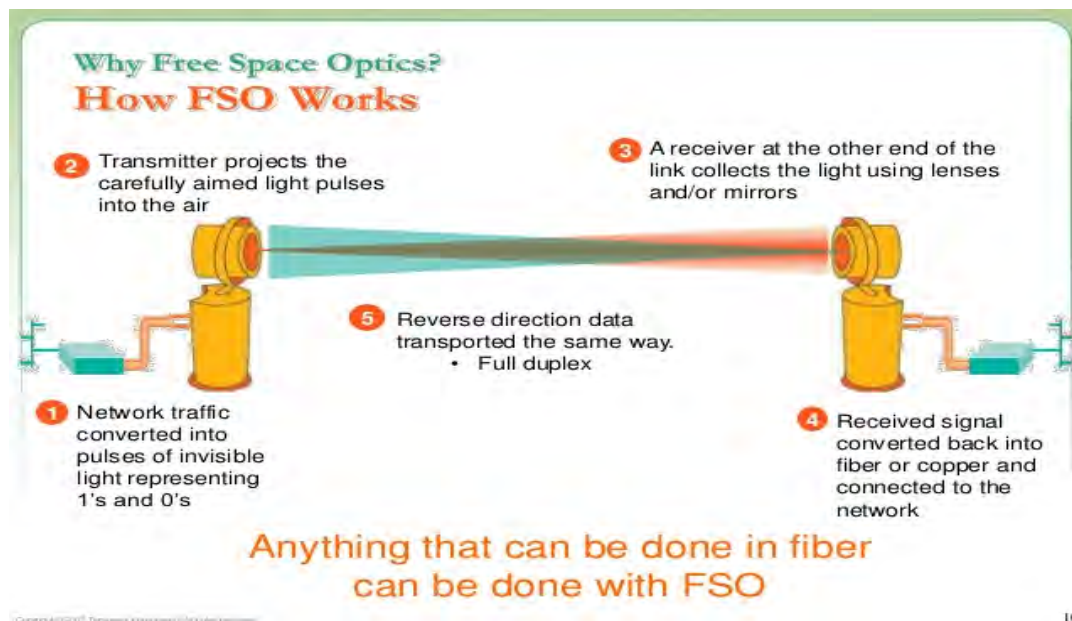 Why Free Space Optics?
How FSO Works
2 Transmitter projects the
carefully aimed light pulses
into the air
3 A receiver at the other end of the
link collects the light using lenses
and/or mirrors
5 Reverse direction data
transported the same way.
• Full duplex
1 Network traffic
converted into
pulses of invisible
light representing
1's and 0's
4 Received signal
converted back into
fiber or copper and
connected to the
network
Anything that can be done in fiber
can be done with FSO